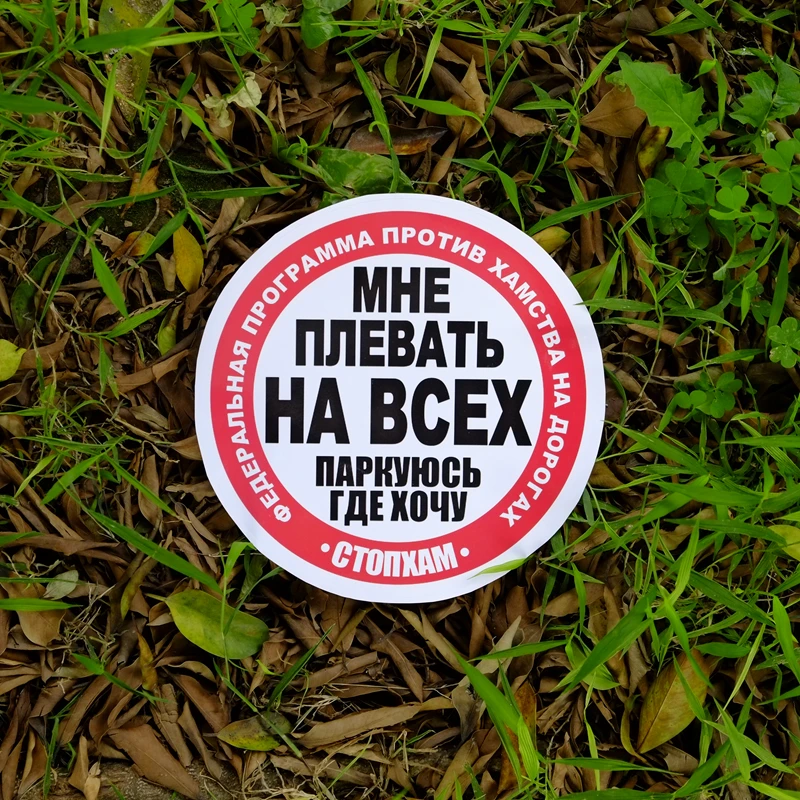 ФЕДЕРАЛЬНАЯ ПРОГРАММА ПРОТИВ ХАМСТВА НА ДОРОГАХ
МНЕ
ПЛЕВАТЬ
НА ВСЕХ
ПАРКУЮСЬ
ГДЕ ХОЧУ
• СТОПХАМ •